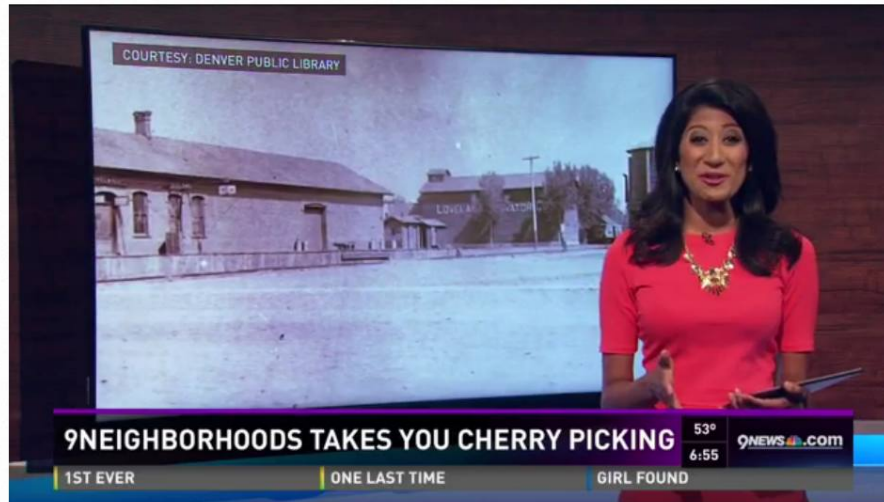 COURTESY: DENVER PUBLIC LIBRARY
9NEIGHBORHOODS TAKES YOU CHERRY PICKING
53°
6:55
9NEWS.COM
1ST EVER
ONE LAST TIME
GIRL FOUND